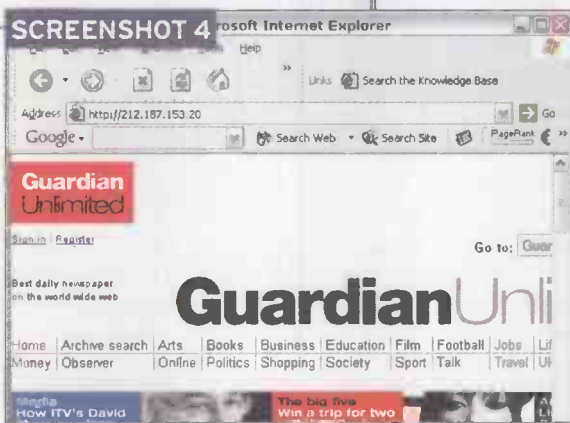 SCREENSHOT 4
rosoft Internet Explorer
Help
Links Search the Knowledge Base
Address http://212.187.153.20 Go
Google Search Web Search Site PageRank
Guardian
Unlimited
Sign in Register
Go to: Guar
Best daily newspaper
on the world wide web
GuardianUnli
Home Archive search Arts Books Business Education Film Football Jobs Lif
Money Observer Online Politics Shopping Society Sport Talk Travel UK
Media The big five
How ITV's David Win a trip for two